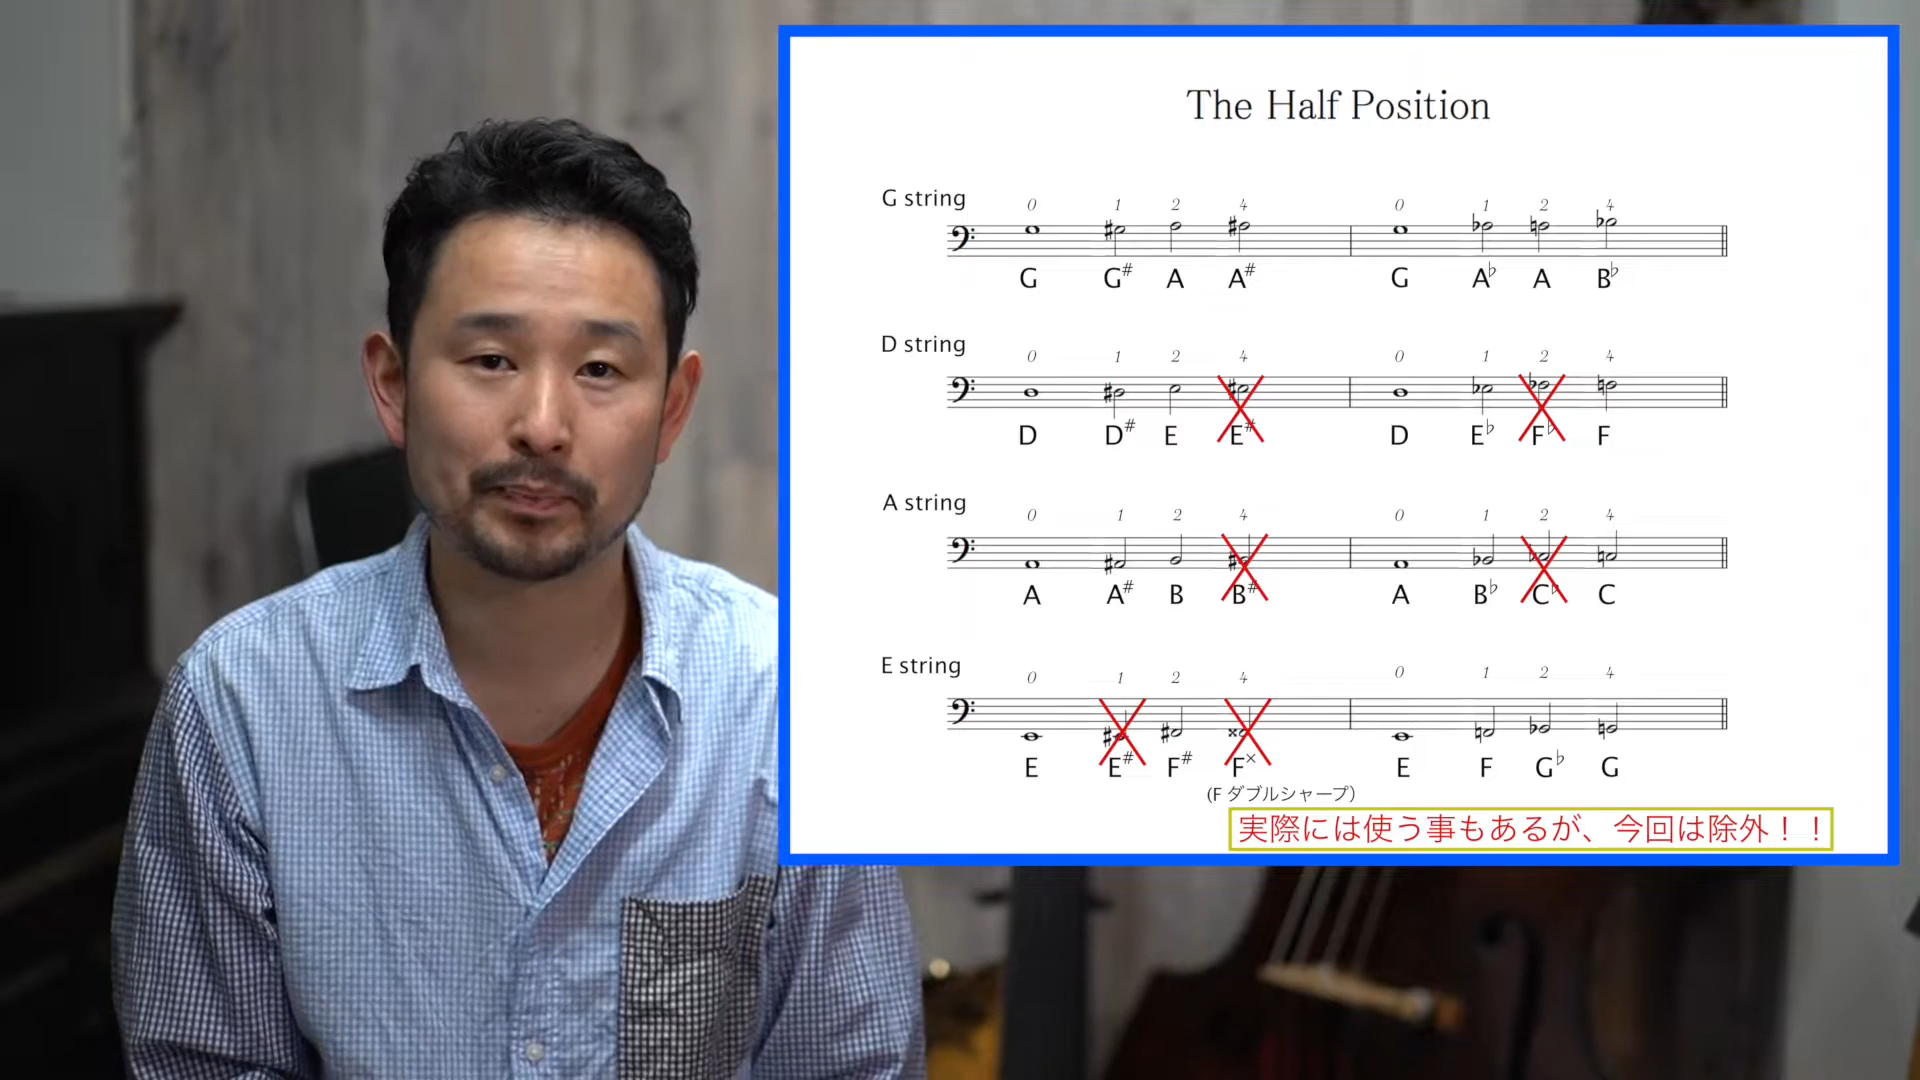 The Half Position
G string
0 1 2 4 0 1 2 4
G G# A A# G A♭ A B♭
D string
0 1 2 4 0 1 2 4
D D# E E# D E♭ F♭ F
A string
0 1 2 4 0 1 2 4
A A# B B# A B♭ C♭ C
E string
0 1 2 4 0 1 2 4
E E# F# F× E F G♭ G
(F ダブルシャープ)
実際には使う事もあるが、今回は除外！！